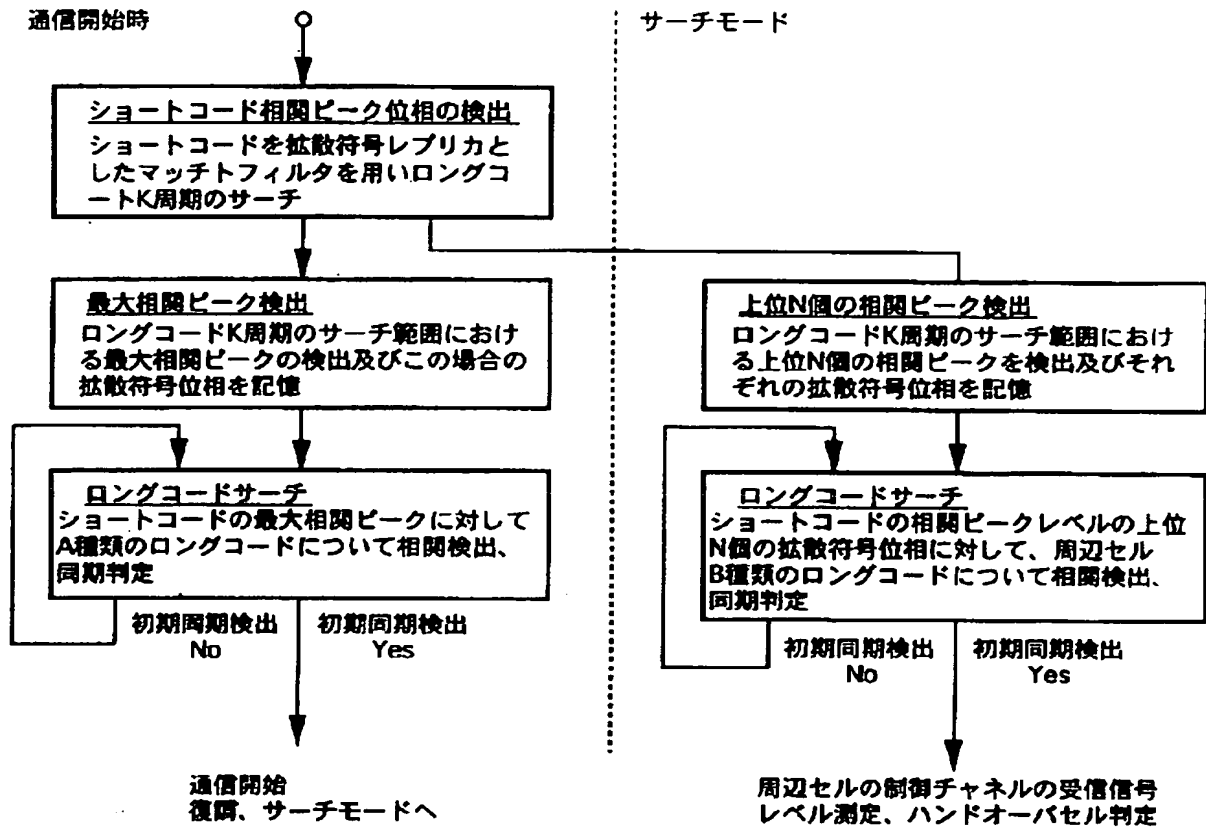 通信開始時
サーチモード
ショートコード相関ピーク位相の検出
ショートコードを拡散符号レプリカと
したマッチトフィルタを用いロングコ
ートK周期のサーチ
最大相関ピーク検出
ロングコードK周期のサーチ範囲におけ
る最大相関ピークの検出及びこの場合の
拡散符号位相を記憶
上位N個の相関ピーク検出
ロングコードK周期のサーチ範囲におけ
る上位N個の相関ピークを検出及びそれ
ぞれの拡散符号位相を記憶
ロングコードサーチ
ショートコードの最大相関ピークに対して
A種類のロングコードについて相関検出、
同期判定
ロングコードサーチ
ショートコードの相関ピークレベルの上位
N個の拡散符号位相に対して、周辺セル
B種類のロングコードについて相関検出、
同期判定
初期同期検出
No
初期同期検出
Yes
初期同期検出
No
初期同期検出
Yes
通信開始
復調、サーチモードへ
周辺セルの制御チャネルの受信信号
レベル測定、ハンドオーバセル判定